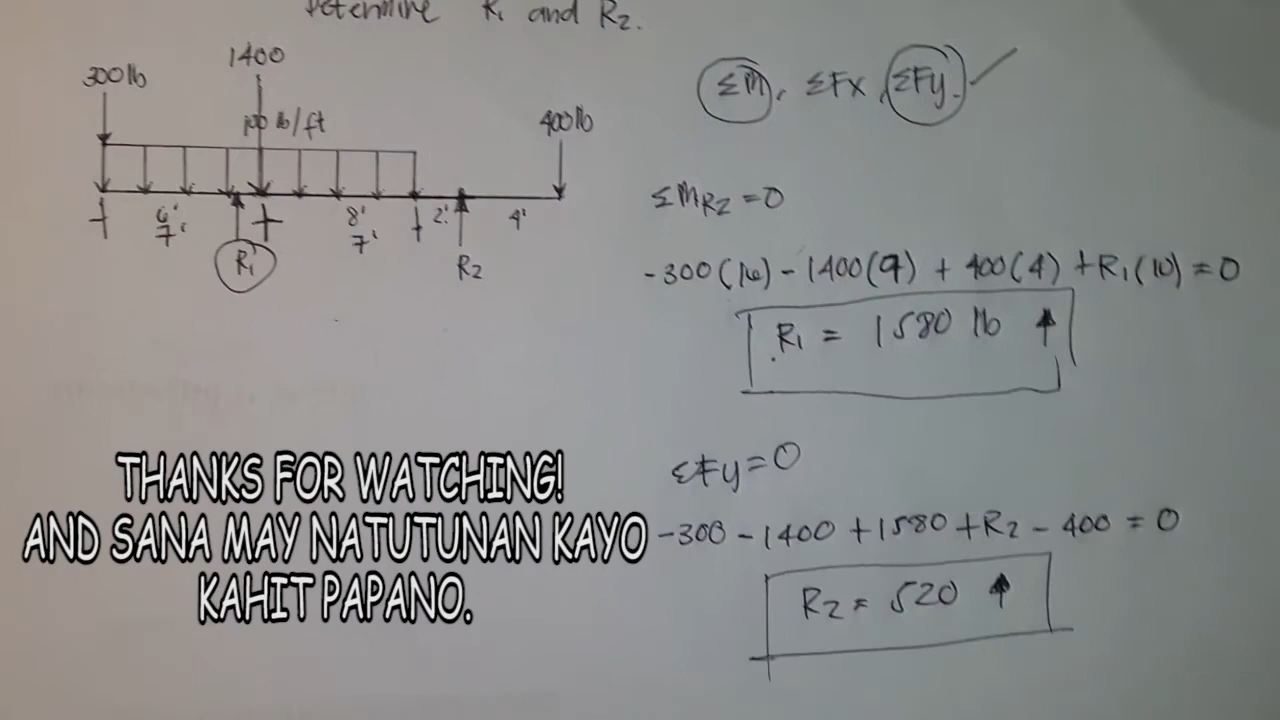 Determine R1 and R2.
300 lb
1400
100 lb/ft
400 lb
6'
7'
8'
7'
2'
4'
R1
R2
ΣM, ΣFx, ΣFy.
ΣMR2 = 0
-300(16) - 1400(9) + 400(4) + R1(10) = 0
R1 = 1580 lb ↑
ΣFy = 0
-300 - 1400 + 1580 + R2 - 400 = 0
R2 = 520 ↑
THANKS FOR WATCHING!
AND SANA MAY NATUTUNAN KAYO
KAHIT PAPANO.